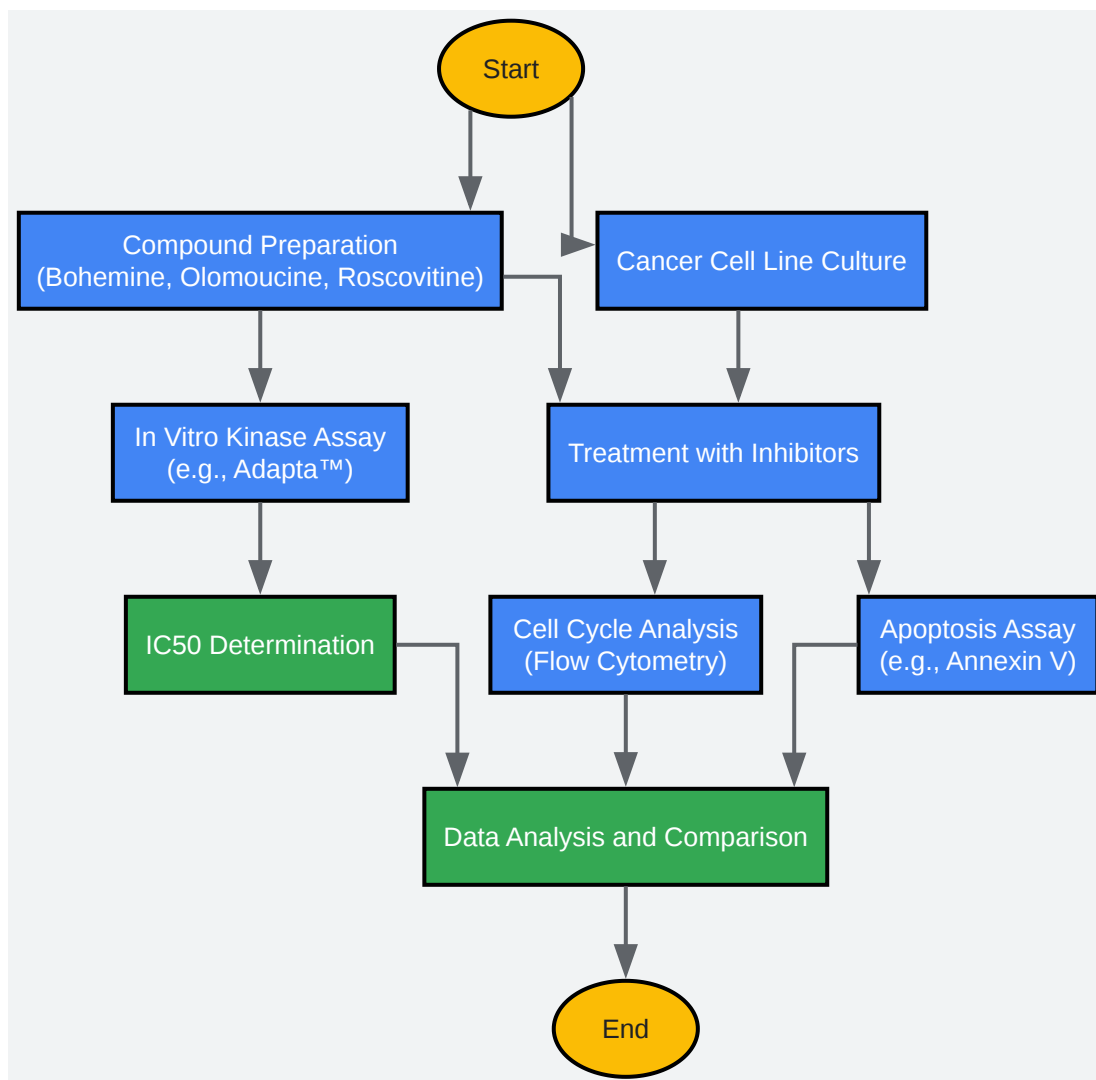 Start
Compound Preparation
(Bohemine, Olomoucine, Roscovitine)
Cancer Cell Line Culture
In Vitro Kinase Assay
(e.g., Adapta™)
Treatment with Inhibitors
IC50 Determination
Cell Cycle Analysis
(Flow Cytometry)
Apoptosis Assay
(e.g., Annexin V)
Data Analysis and Comparison
End